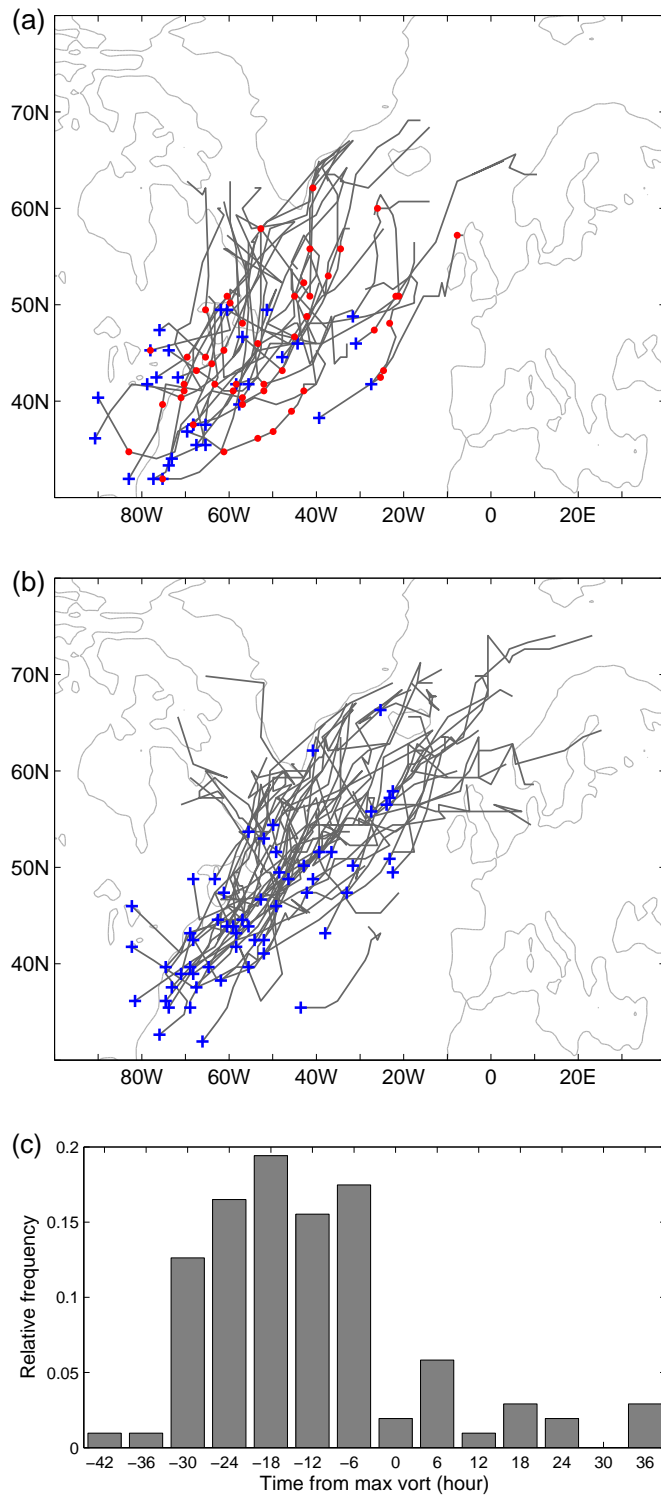 (a)
70N
60N
50N
40N
80W 60W 40W 20W 0 20E
(b)
70N
60N
50N
40N
80W 60W 40W 20W 0 20E
(c)
0.2
0.15
0.1
0.05
0
Relative frequency
−42 −36 −30 −24 −18 −12 −6 0 6 12 18 24 30 36
Time from max vort (hour)